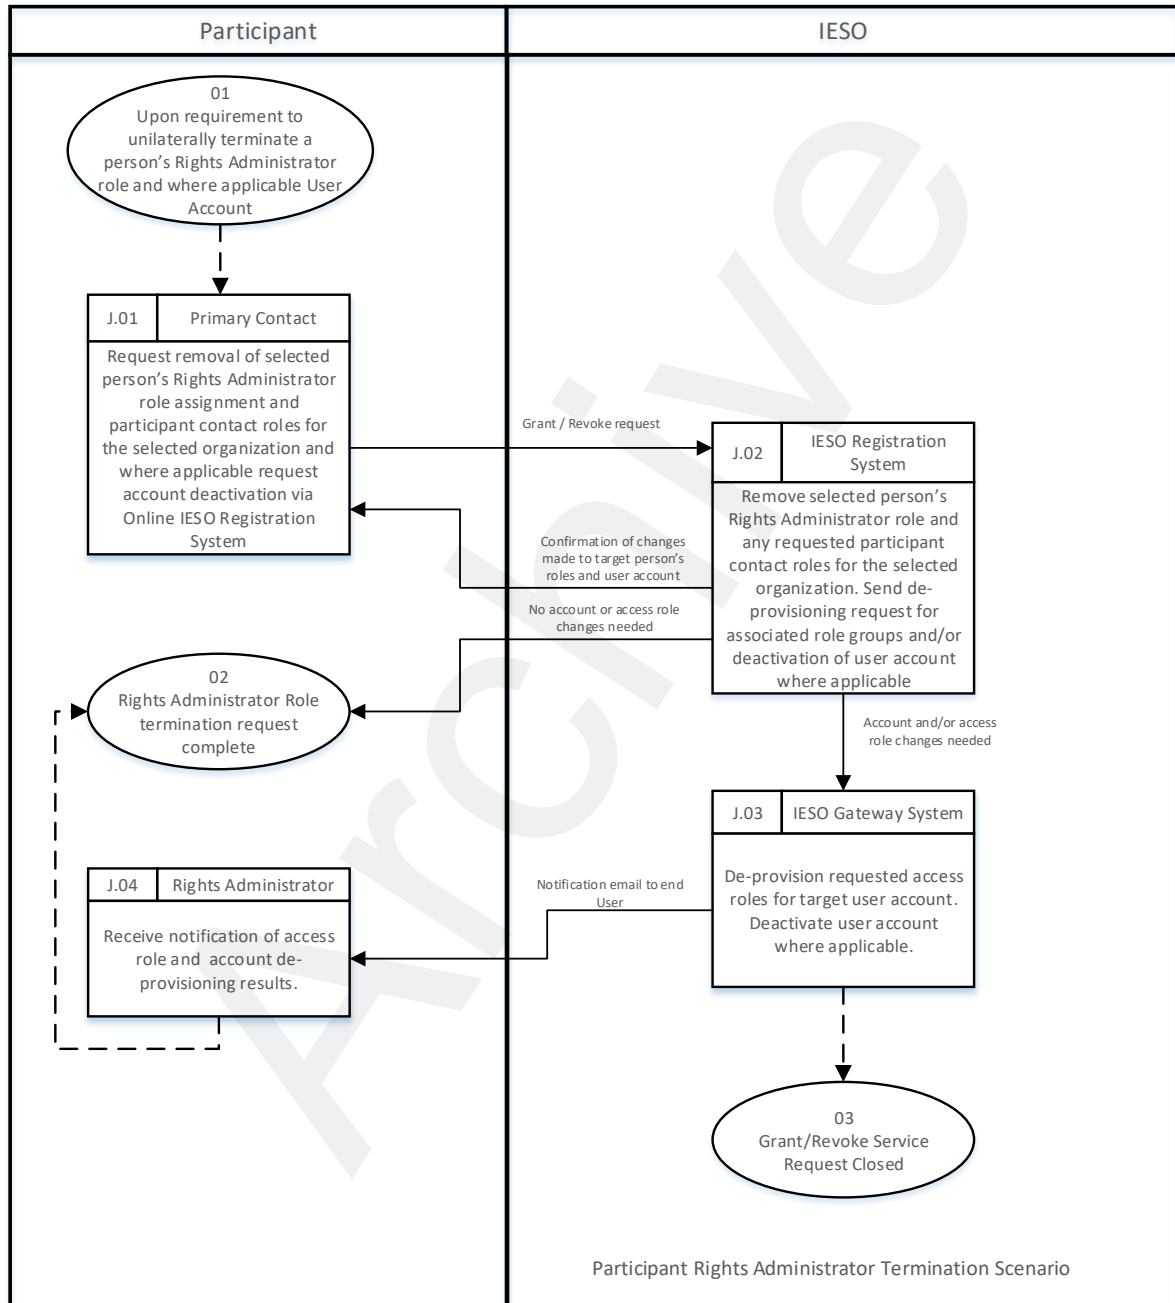 Participant
IESO
01
Upon requirement to
unilaterally terminate a
person's Rights Administrator
role and where applicable User
Account
J.01
Primary Contact
Request removal of selected
person's Rights Administrator
role assignment and
participant contact roles for
the selected organization and
where applicable request
account deactivation via
Online IESO Registration
System
Grant / Revoke request
J.02
IESO Registration
System
Remove selected person's
Rights Administrator role and
any requested participant
contact roles for the selected
organization. Send de-
provisioning request for
associated role groups and/or
deactivation of user account
where applicable
Confirmation of changes
made to target person's
roles and user account
No account or access role
changes needed
02
Rights Administrator Role
termination request
complete
Account and/or access
role changes needed
J.03
IESO Gateway System
De-provision requested access
roles for target user account.
Deactivate user account
where applicable.
J.04
Rights Administrator
Receive notification of access
role and  account de-
provisioning results.
Notification email to end
User
03
Grant/Revoke Service
Request Closed
Participant Rights Administrator Termination Scenario
Archive